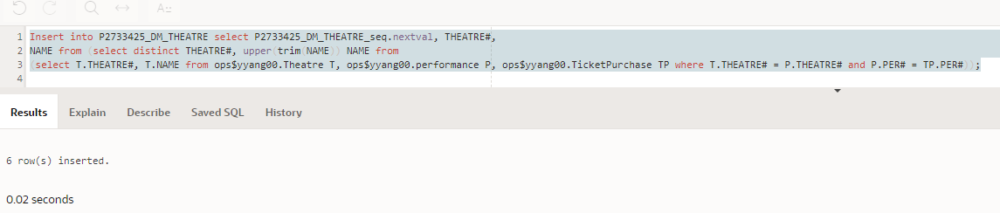 A::
1 Insert into P2733425_DM_THEATRE select P2733425_DM_THEATRE_seq.nextval, THEATRE#,
2 NAME from (select distinct THEATRE#, upper(trim(NAME)) NAME from
3 (select T.THEATRE#, T.NAME from ops$yyang00.Theatre T, ops$yyang00.performance P, ops$yyang00.TicketPurchase TP where T.THEATRE# = P.THEATRE# and P.PER# = TP.PER#));
4
Results Explain Describe Saved SQL History
6 row(s) inserted.
0.02 seconds